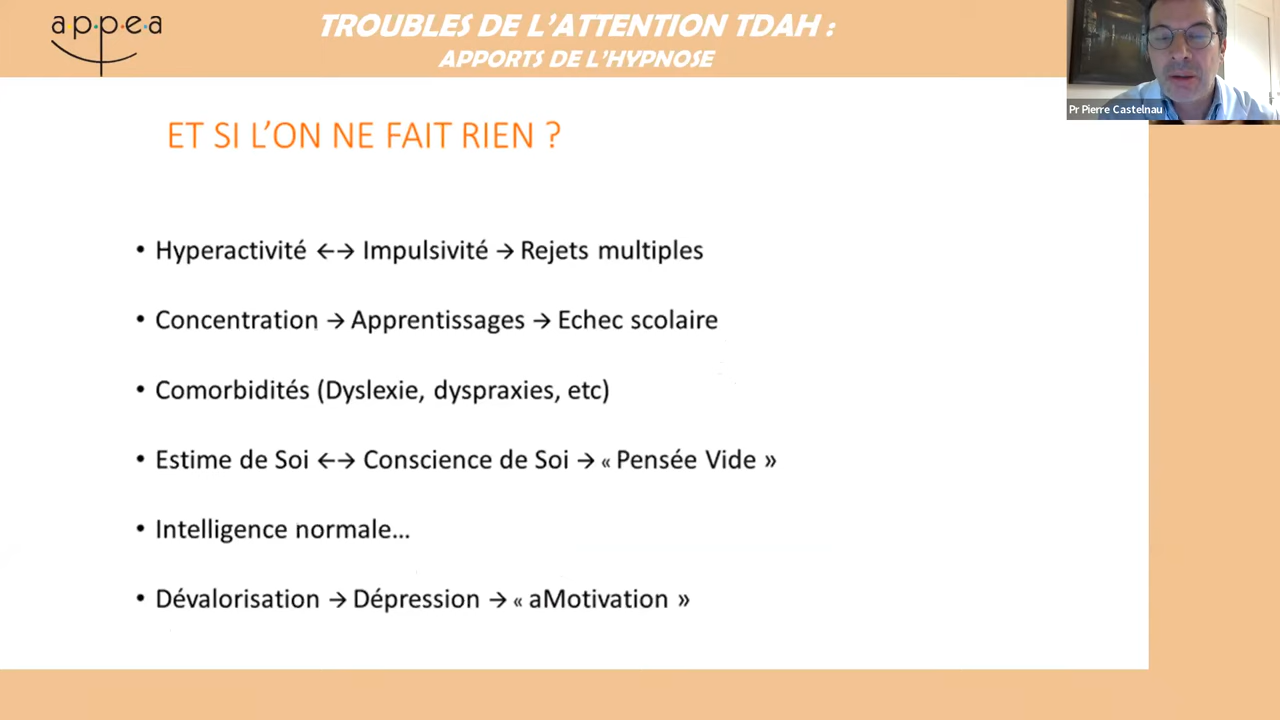 appea
TROUBLES DE L'ATTENTION TDAH :
APPORTS DE L'HYPNOSE
Pr Pierre Castelnau
ET SI L'ON NE FAIT RIEN ?
• Hyperactivité ←→ Impulsivité → Rejets multiples
• Concentration → Apprentissages → Echec scolaire
• Comorbidités (Dyslexie, dyspraxies, etc)
• Estime de Soi ←→ Conscience de Soi → « Pensée Vide »
• Intelligence normale...
• Dévalorisation → Dépression → « aMotivation »